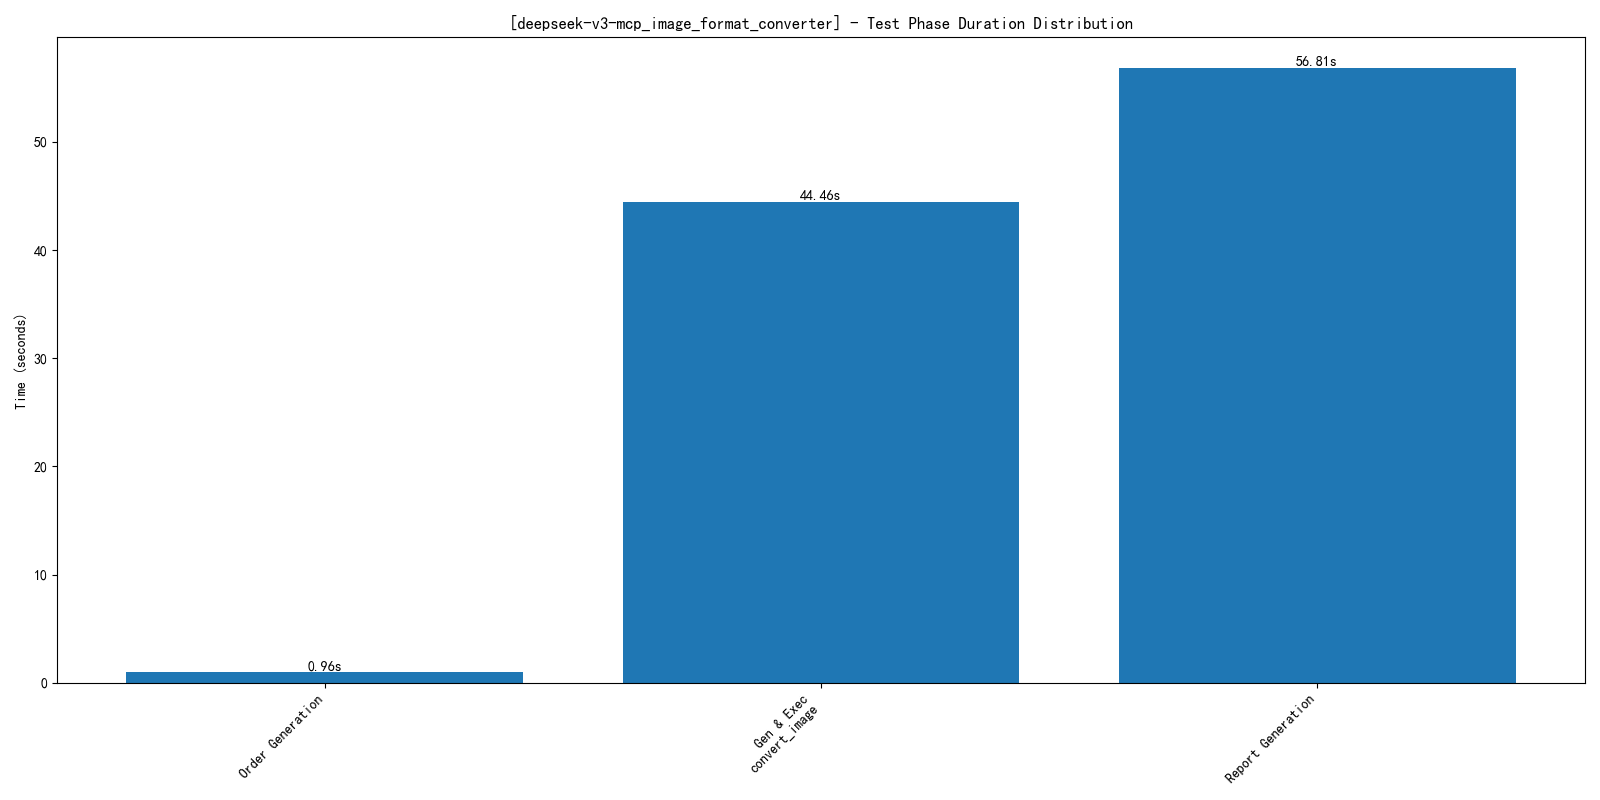 [deepseek-v3-mcp_image_format_converter] - Test Phase Duration Distribution
Time (seconds)
50
40
30
20
10
0
0.96s
44.46s
56.81s
Order Generation
Gen & Exec
convert_image
Report Generation